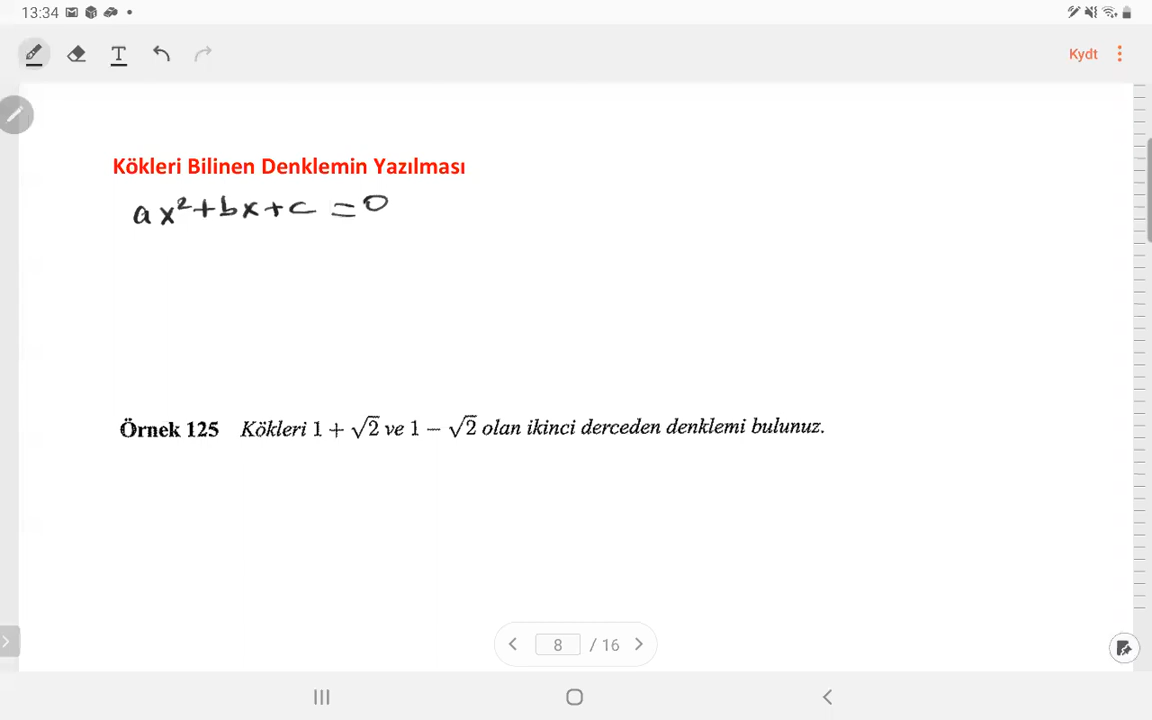 13:34
Kydt
Kökleri Bilinen Denklemin Yazılması
ax²+bx+c =0
Örnek 125 Kökleri 1 + √2 ve 1 − √2 olan ikinci derceden denklemi bulunuz.
8 / 16